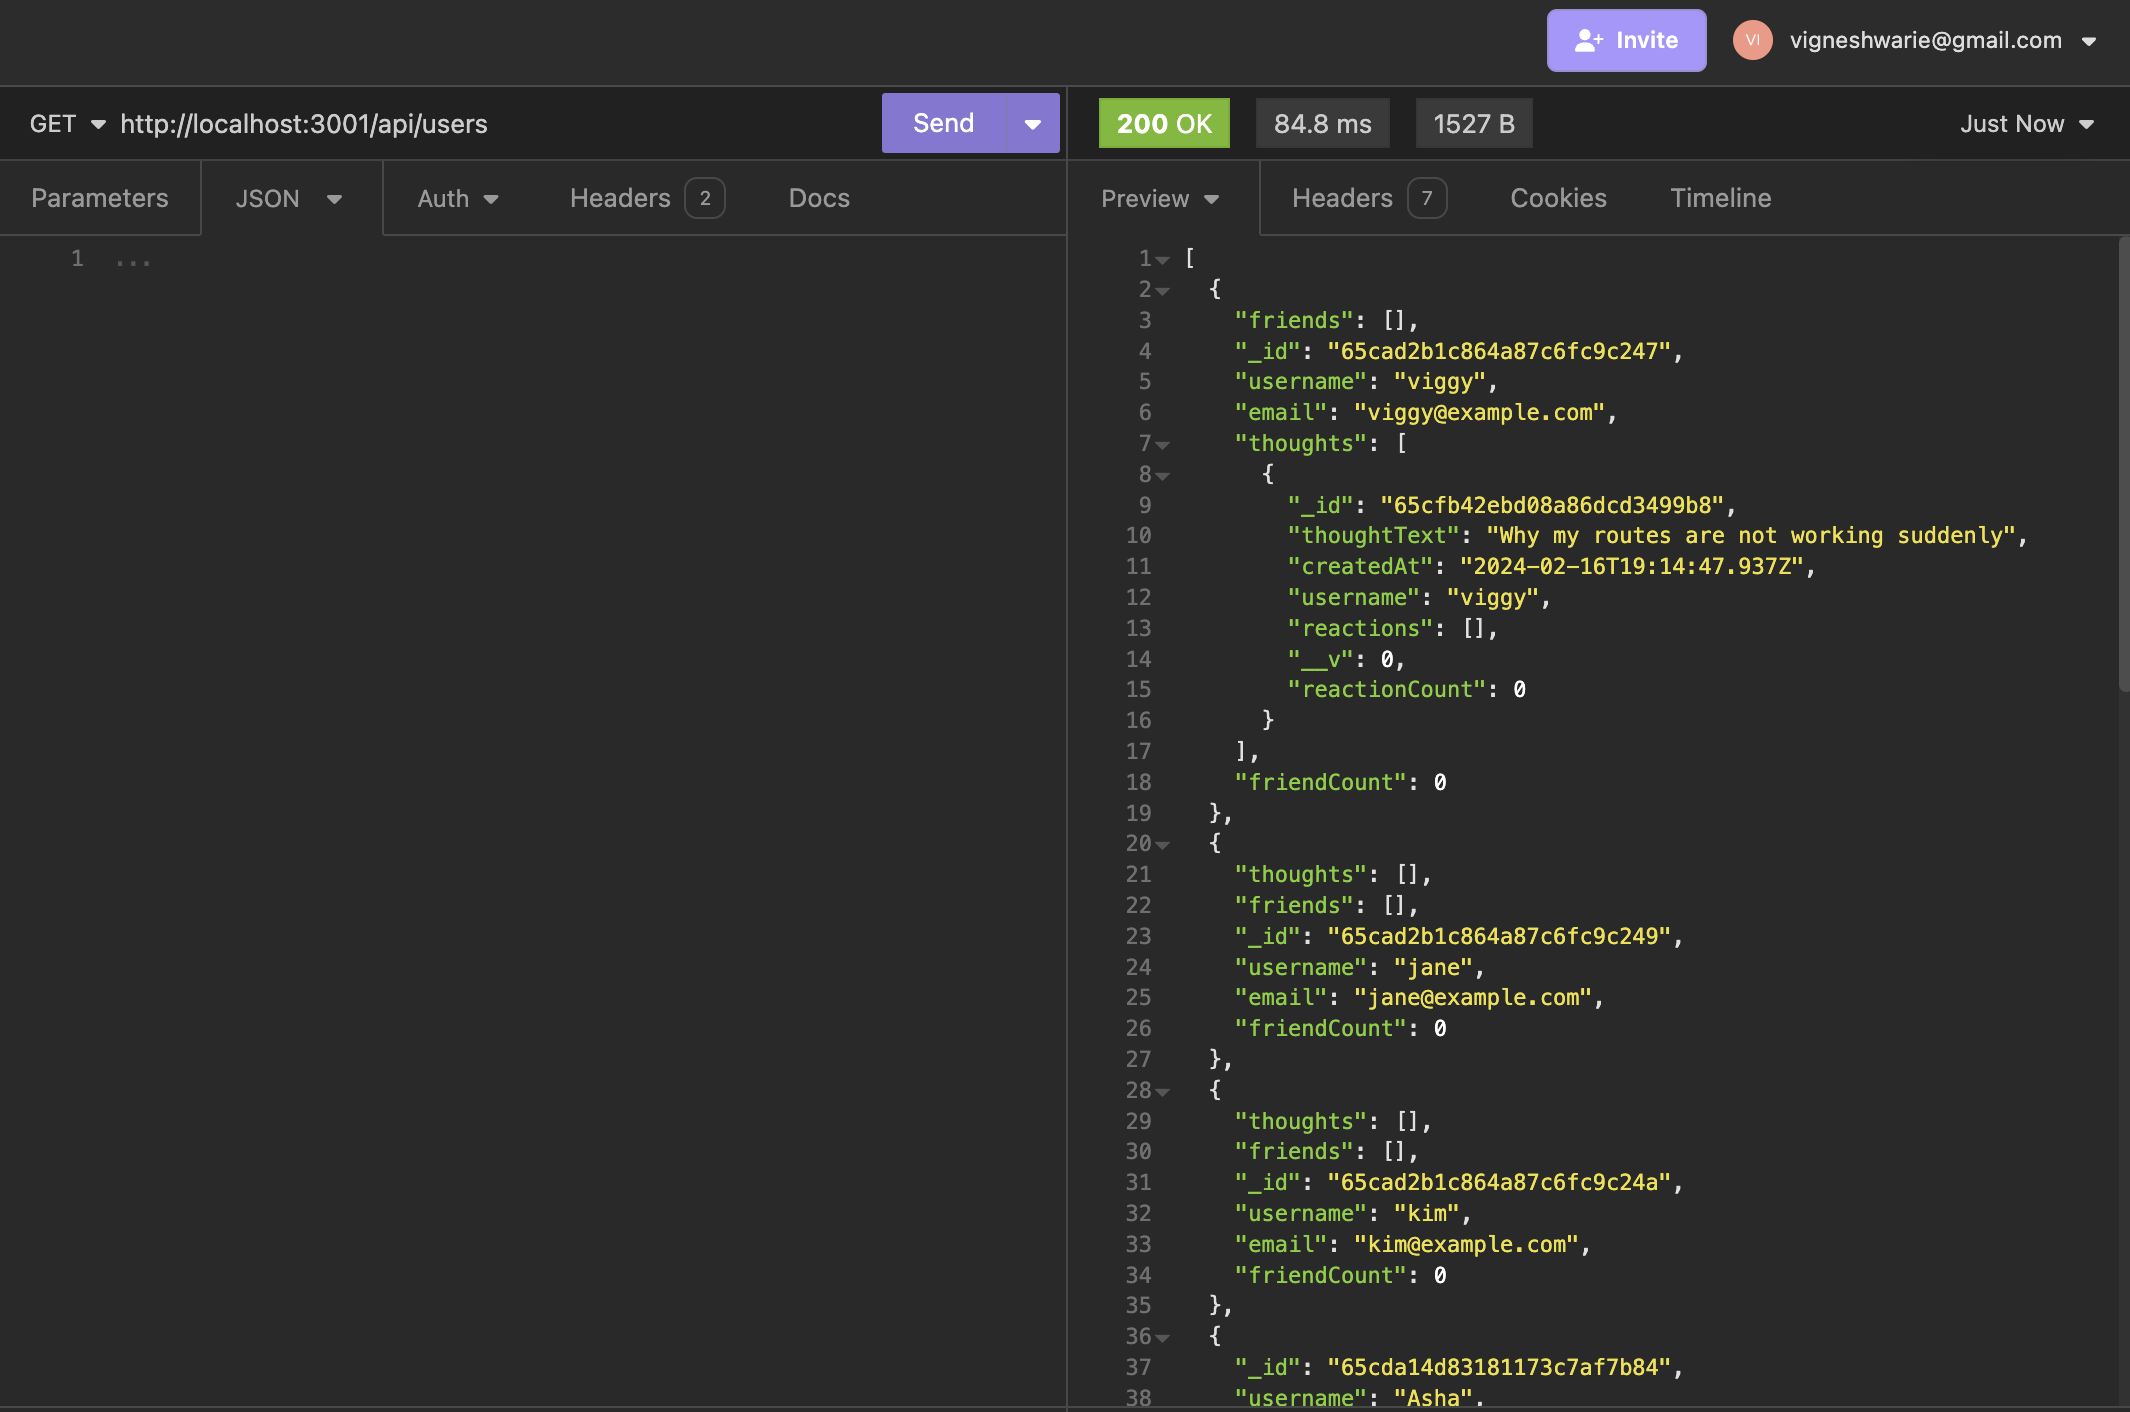 Invite VI vigneshwarie@gmail.com
GET http://localhost:3001/api/users Send 200 OK 84.8 ms 1527 B Just Now
Parameters JSON Auth Headers 2 Docs Preview Headers 7 Cookies Timeline
1 ...
1 [
2 {
3 "friends": [],
4 "_id": "65cad2b1c864a87c6fc9c247",
5 "username": "viggy",
6 "email": "viggy@example.com",
7 "thoughts": [
8 {
9 "_id": "65cfb42ebd08a86dcd3499b8",
10 "thoughtText": "Why my routes are not working suddenly",
11 "createdAt": "2024-02-16T19:14:47.937Z",
12 "username": "viggy",
13 "reactions": [],
14 "__v": 0,
15 "reactionCount": 0
16 }
17 ],
18 "friendCount": 0
19 },
20 {
21 "thoughts": [],
22 "friends": [],
23 "_id": "65cad2b1c864a87c6fc9c249",
24 "username": "jane",
25 "email": "jane@example.com",
26 "friendCount": 0
27 },
28 {
29 "thoughts": [],
30 "friends": [],
31 "_id": "65cad2b1c864a87c6fc9c24a",
32 "username": "kim",
33 "email": "kim@example.com",
34 "friendCount": 0
35 },
36 {
37 "_id": "65cda14d83181173c7af7b84",
38 "username": "Asha",